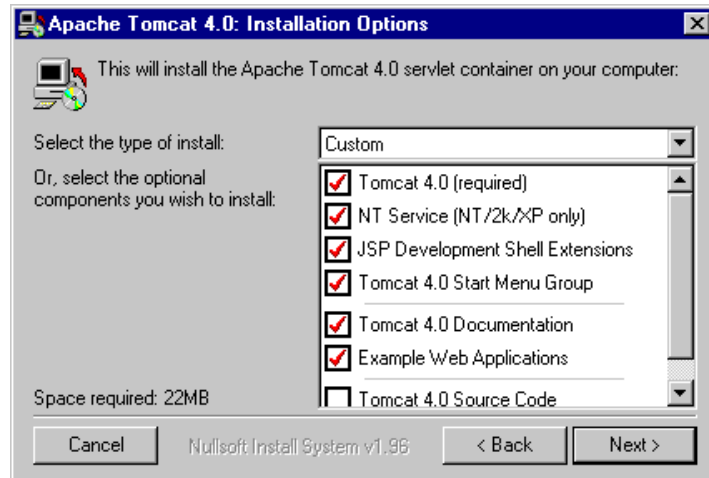 Apache Tomcat 4.0: Installation Options
This will install the Apache Tomcat 4.0 servlet container on your computer:
Select the type of install:
Custom
Or, select the optional
components you wish to install:
Tomcat 4.0 (required)
NT Service (NT/2k/XP only)
JSP Development Shell Extensions
Tomcat 4.0 Start Menu Group
Tomcat 4.0 Documentation
Example Web Applications
Tomcat 4.0 Source Code
Space required: 22MB
Cancel
Nullsoft Install System v1.96
< Back
Next >